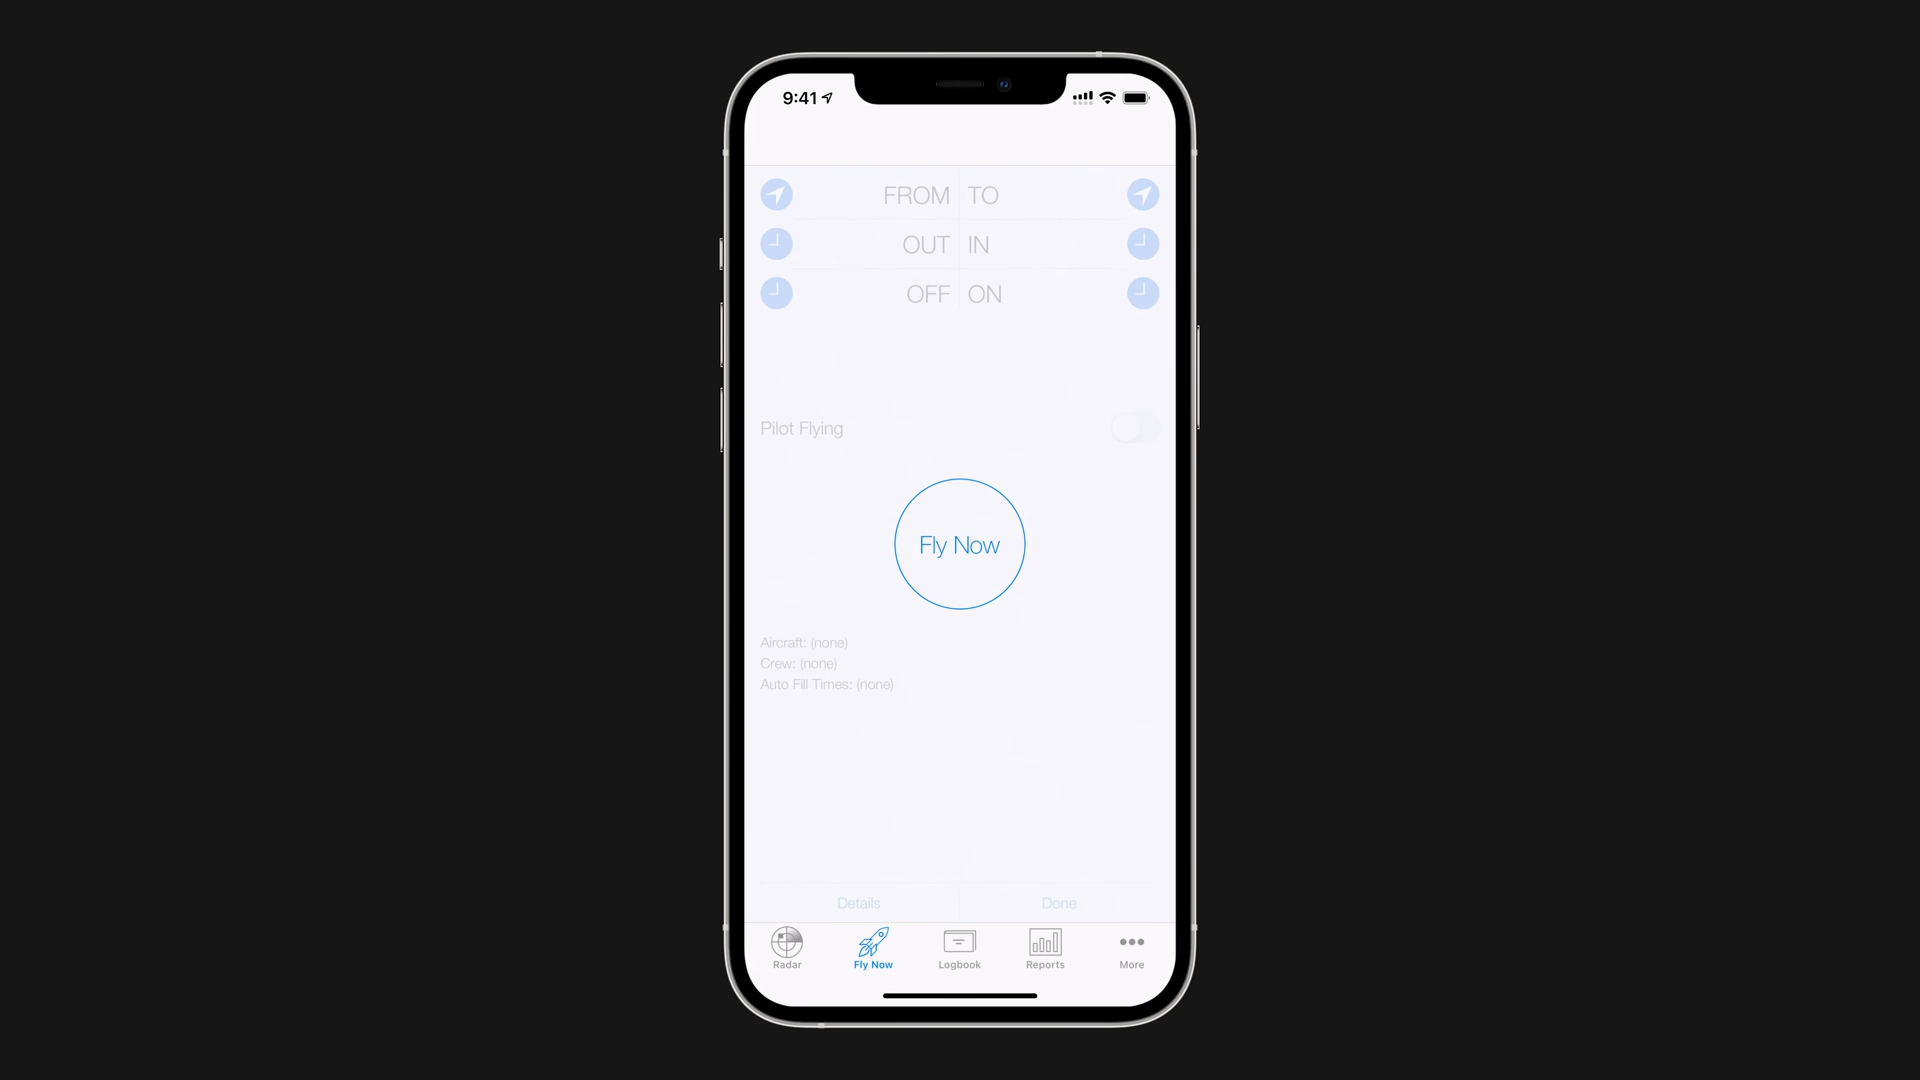 9:41
FROM TO
OUT IN
OFF ON
Pilot Flying
Fly Now
Aircraft: (none)
Crew: (none)
Auto Fill Times: (none)
Details Done
Radar Fly Now Logbook Reports More